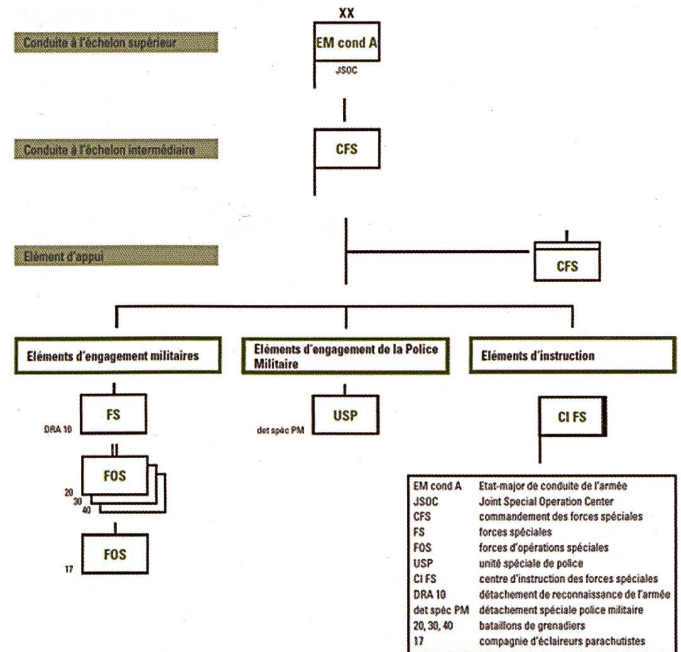 XX
Conduite à l'échelon supérieur
EM cond A
JSOC
Conduite à l'échelon intermédiaire
CFS
Elément d'appui
CFS
Eléments d'engagement militaires
Eléments d'engagement de la Police
Militaire
Eléments d'instruction
FS
DRA 10
USP
det spéc PM
CI FS
FOS
20
30
40
FOS
17
EM cond A Etat-major de conduite de l'armée
JSOC Joint Special Operation Center
CFS commandement des forces spéciales
FS forces spéciales
FOS forces d'opérations spéciales
USP unité spéciale de police
CI FS centre d'instruction des forces spéciales
DRA 10 détachement de reconnaissance de l'armée
det spéc PM détachement spéciale police militaire
20, 30, 40 bataillons de grenadiers
17 compagnie d'éclaireurs parachutistes